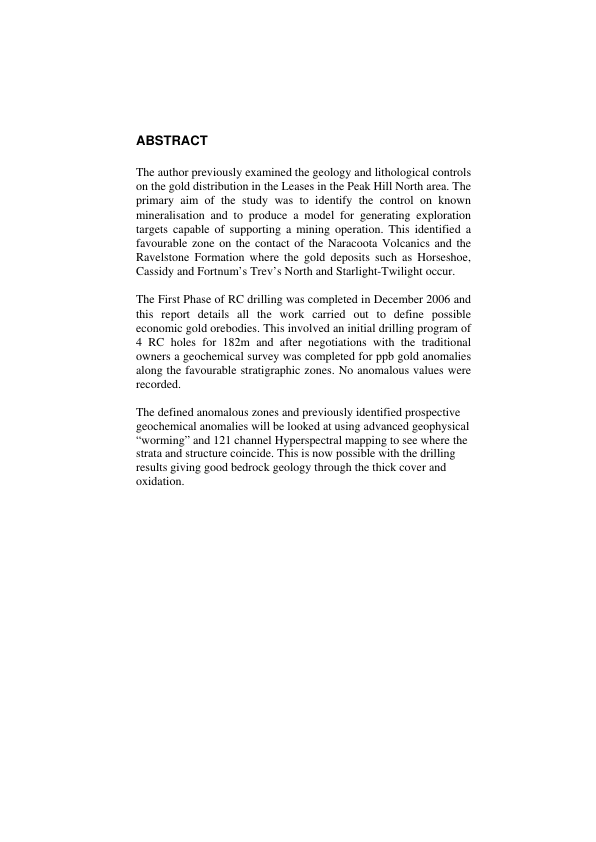 ABSTRACT
The author previously examined the geology and lithological controls
on the gold distribution in the Leases in the Peak Hill North area. The
primary aim of the study was to identify the control on known
mineralisation and to produce a model for generating exploration
targets capable of supporting a mining operation. This identified a
favourable zone on the contact of the Naracoota Volcanics and the
Ravelstone Formation where the gold deposits such as Horseshoe,
Cassidy and Fortnum’s Trev’s North and Starlight-Twilight occur.
The First Phase of RC drilling was completed in December 2006 and
this report details all the work carried out to define possible
economic gold orebodies. This involved an initial drilling program of
4 RC holes for 182m and after negotiations with the traditional
owners a geochemical survey was completed for ppb gold anomalies
along the favourable stratigraphic zones. No anomalous values were
recorded.
The defined anomalous zones and previously identified prospective
geochemical anomalies will be looked at using advanced geophysical
“worming” and 121 channel Hyperspectral mapping to see where the
strata and structure coincide. This is now possible with the drilling
results giving good bedrock geology through the thick cover and
oxidation.